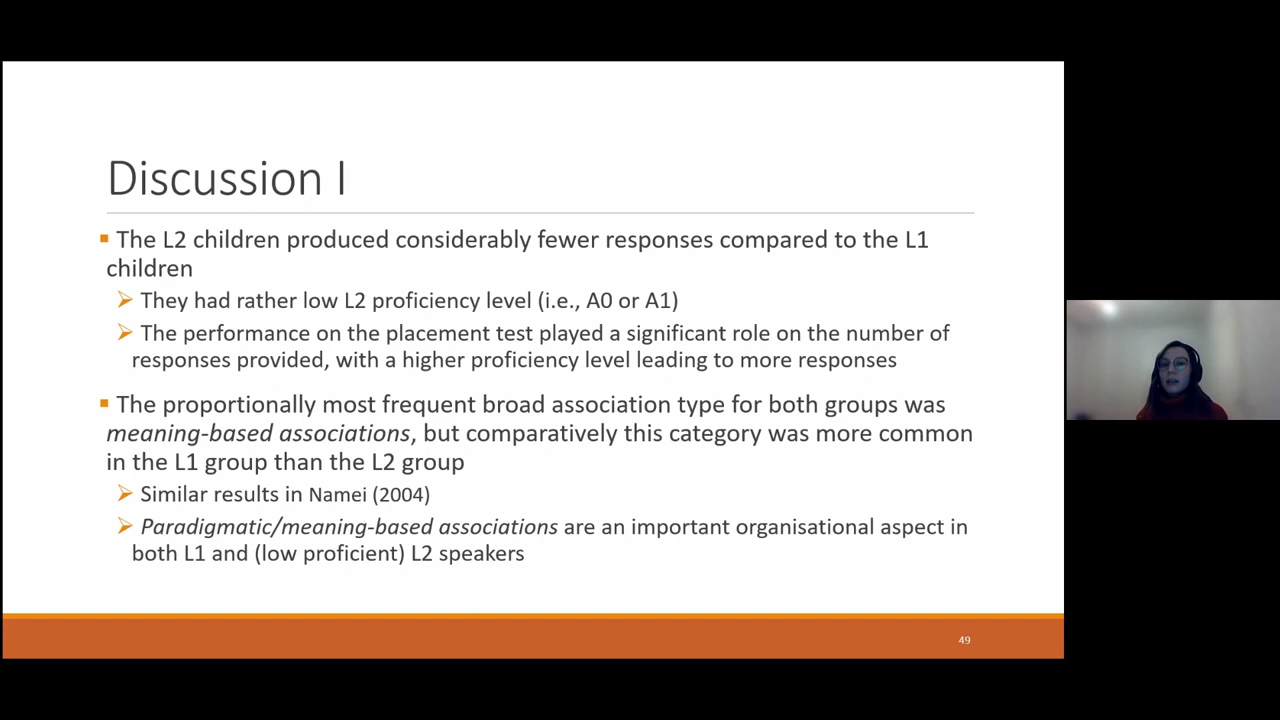 Discussion I
▪ The L2 children produced considerably fewer responses compared to the L1
children
➢ They had rather low L2 proficiency level (i.e., A0 or A1)
➢ The performance on the placement test played a significant role on the number of
responses provided, with a higher proficiency level leading to more responses
▪ The proportionally most frequent broad association type for both groups was
meaning-based associations, but comparatively this category was more common
in the L1 group than the L2 group
➢ Similar results in Namei (2004)
➢ Paradigmatic/meaning-based associations are an important organisational aspect in
both L1 and (low proficient) L2 speakers
49